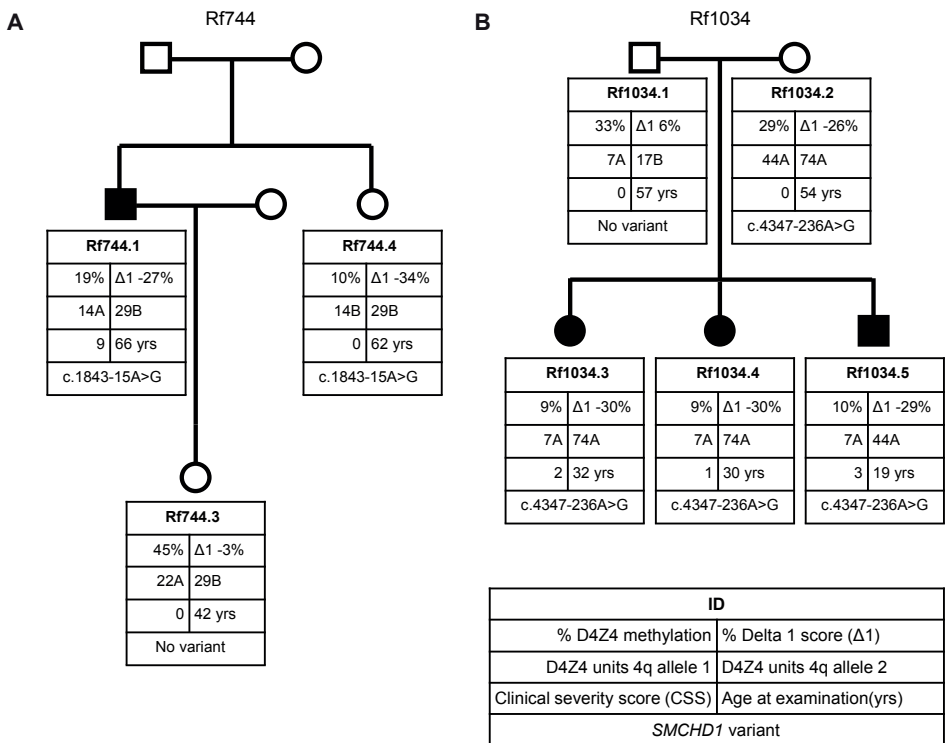 A
Rf744
Rf744.1
19% Δ1 -27%
14A 29B
9 66 yrs
c.1843-15A>G
Rf744.4
10% Δ1 -34%
14B 29B
0 62 yrs
c.1843-15A>G
Rf744.3
45% Δ1 -3%
22A 29B
0 42 yrs
No variant
B
Rf1034
Rf1034.1
33% Δ1 6%
7A 17B
0 57 yrs
No variant
Rf1034.2
29% Δ1 -26%
44A 74A
0 54 yrs
c.4347-236A>G
Rf1034.3
9% Δ1 -30%
7A 74A
2 32 yrs
c.4347-236A>G
Rf1034.4
9% Δ1 -30%
7A 74A
1 30 yrs
c.4347-236A>G
Rf1034.5
10% Δ1 -29%
7A 44A
3 19 yrs
c.4347-236A>G
ID
% D4Z4 methylation % Delta 1 score (Δ1)
D4Z4 units 4q allele 1 D4Z4 units 4q allele 2
Clinical severity score (CSS) Age at examination(yrs)
SMCHD1 variant